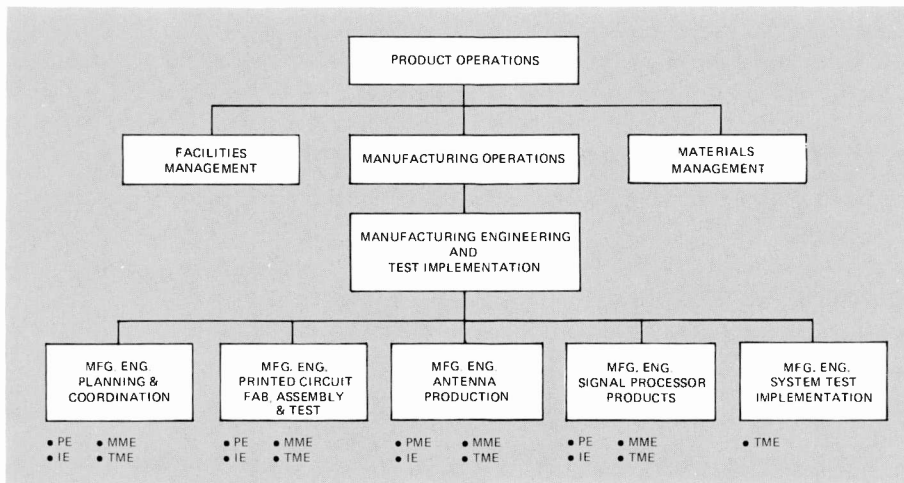 PRODUCT OPERATIONS
FACILITIES
MANAGEMENT
MANUFACTURING OPERATIONS
MATERIALS
MANAGEMENT
MANUFACTURING ENGINEERING
AND
TEST IMPLEMENTATION
MFG. ENG.
PLANNING &
COORDINATION
MFG. ENG.
PRINTED CIRCUIT
FAB, ASSEMBLY
& TEST
MFG. ENG.
ANTENNA
PRODUCTION
MFG. ENG.
SIGNAL PROCESSOR
PRODUCTS
MFG. ENG.
SYSTEM TEST
IMPLEMENTATION
• PE • MME
• IE • TME
• PE • MME
• IE • TME
• PME • MME
• IE • TME
• PE • MME
• IE • TME
• TME